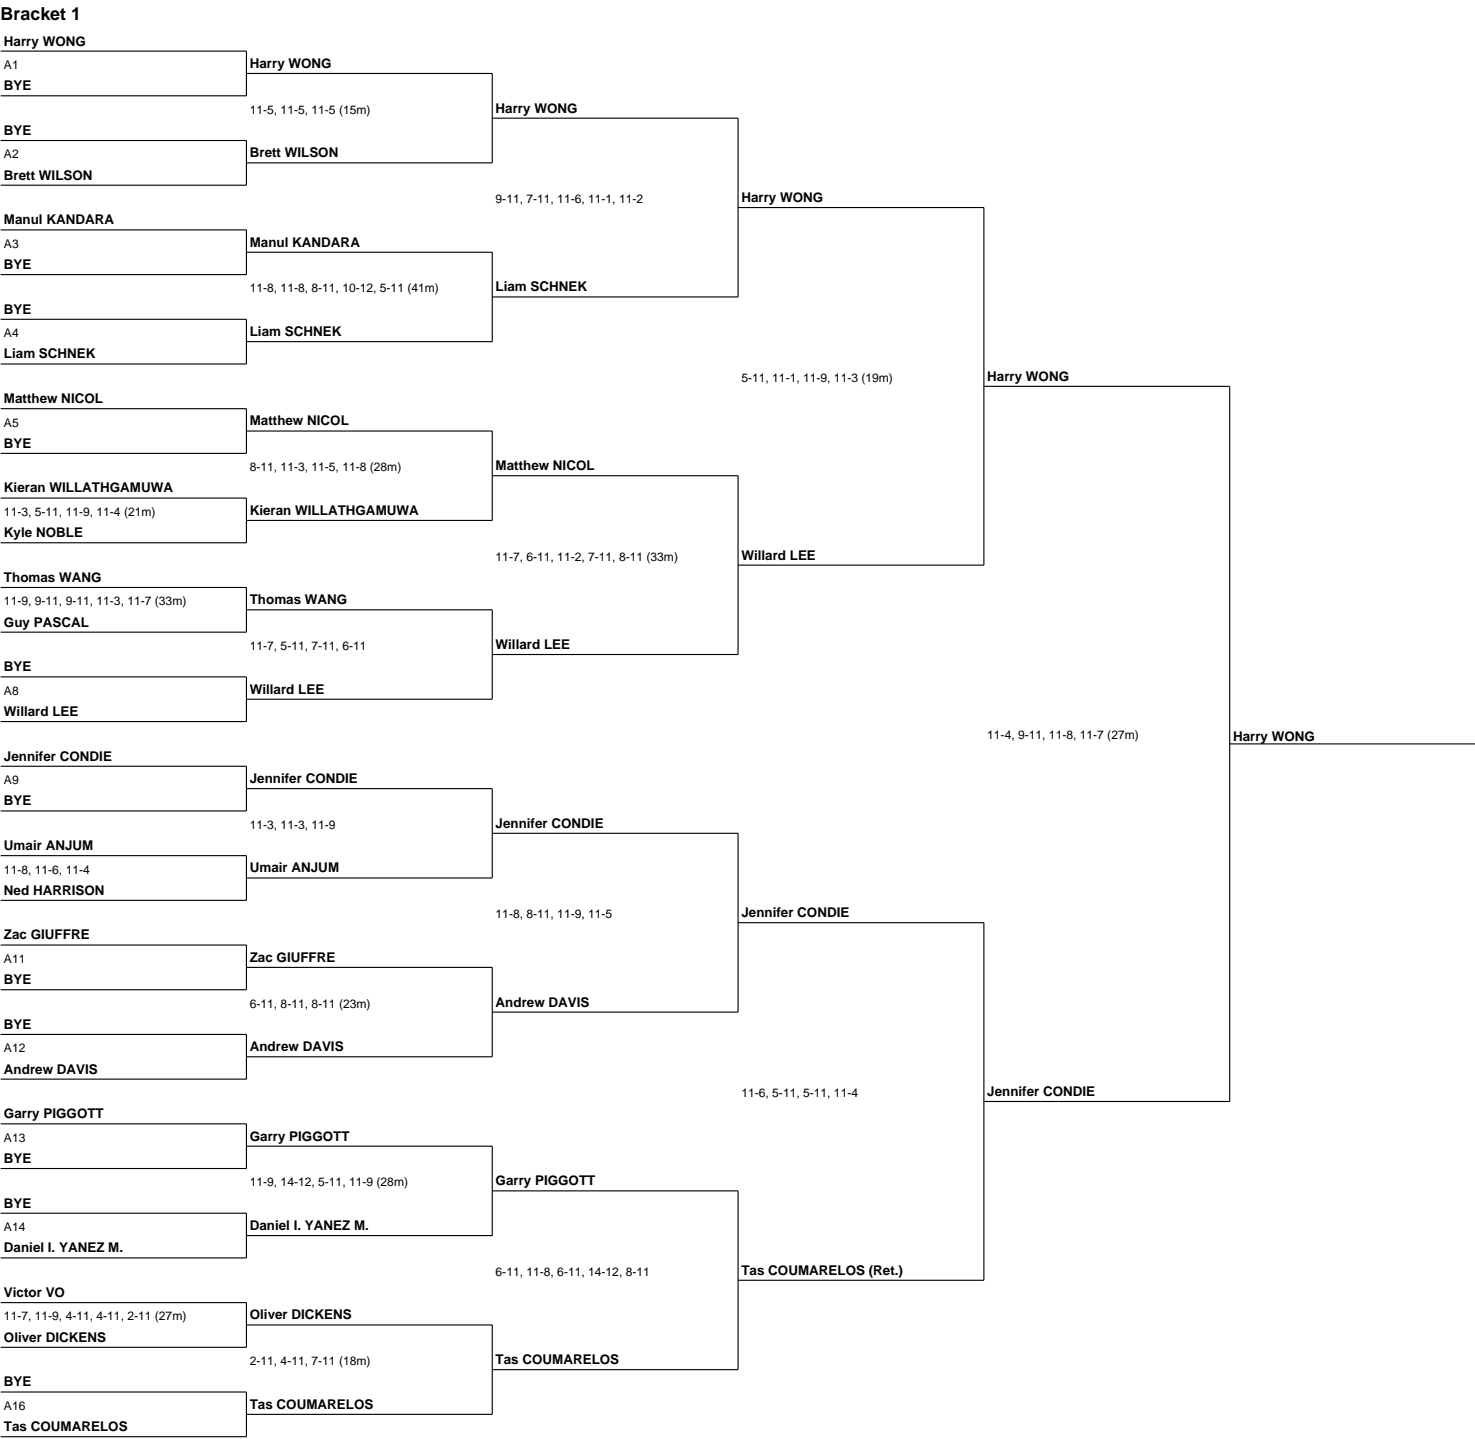 Bracket 1
Harry WONG
A1
BYE
Harry WONG
11-5, 11-5, 11-5 (15m)
Harry WONG
BYE
A2
Brett WILSON
Brett WILSON
9-11, 7-11, 11-6, 11-1, 11-2
Harry WONG
Manul KANDARA
A3
BYE
Manul KANDARA
11-8, 11-8, 8-11, 10-12, 5-11 (41m)
Liam SCHNEK
BYE
A4
Liam SCHNEK
Liam SCHNEK
5-11, 11-1, 11-9, 11-3 (19m)
Harry WONG
Matthew NICOL
A5
BYE
Matthew NICOL
8-11, 11-3, 11-5, 11-8 (28m)
Matthew NICOL
Kieran WILLATHGAMUWA
11-3, 5-11, 11-9, 11-4 (21m)
Kyle NOBLE
Kieran WILLATHGAMUWA
11-7, 6-11, 11-2, 7-11, 8-11 (33m)
Willard LEE
Thomas WANG
11-9, 9-11, 9-11, 11-3, 11-7 (33m)
Guy PASCAL
Thomas WANG
11-7, 5-11, 7-11, 6-11
Willard LEE
BYE
A8
Willard LEE
Willard LEE
11-4, 9-11, 11-8, 11-7 (27m)
Harry WONG
Jennifer CONDIE
A9
BYE
Jennifer CONDIE
11-3, 11-3, 11-9
Jennifer CONDIE
Umair ANJUM
11-8, 11-6, 11-4
Ned HARRISON
Umair ANJUM
11-8, 8-11, 11-9, 11-5
Jennifer CONDIE
Zac GIUFFRE
A11
BYE
Zac GIUFFRE
6-11, 8-11, 8-11 (23m)
Andrew DAVIS
BYE
A12
Andrew DAVIS
Andrew DAVIS
11-6, 5-11, 5-11, 11-4
Jennifer CONDIE
Garry PIGGOTT
A13
BYE
Garry PIGGOTT
11-9, 14-12, 5-11, 11-9 (28m)
Garry PIGGOTT
BYE
A14
Daniel I. YANEZ M.
Daniel I. YANEZ M.
6-11, 11-8, 6-11, 14-12, 8-11
Tas COUMARELOS (Ret.)
Victor VO
11-7, 11-9, 4-11, 4-11, 2-11 (27m)
Oliver DICKENS
Oliver DICKENS
2-11, 4-11, 7-11 (18m)
Tas COUMARELOS
BYE
A16
Tas COUMARELOS
Tas COUMARELOS